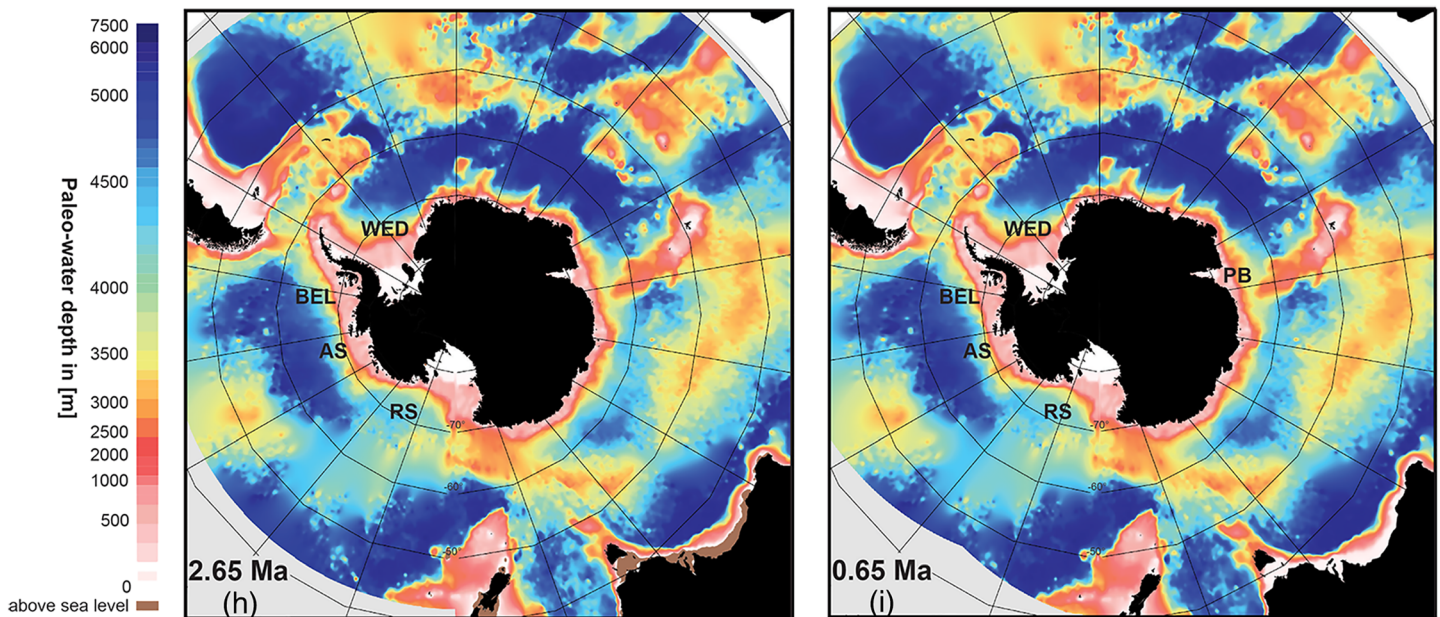 7500
6000
5000
4500
4000
3500
3000
2500
2000
1000
500
0
above sea level
Paleo-water depth in [m]
WED
BEL
AS
RS
-70°
-60
-50
2.65 Ma
(h)
WED
PB
BEL
AS
RS
-70°
-60
-50
0.65 Ma
(i)